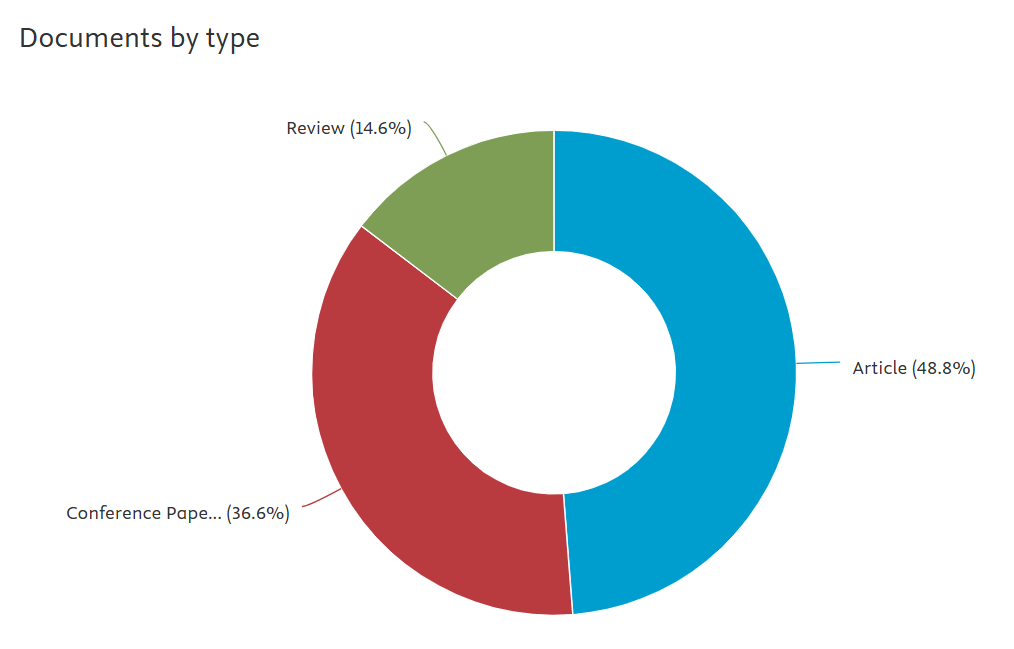 Documents by type
Review (14.6%)
Article (48.8%)
Conference Pape... (36.6%)